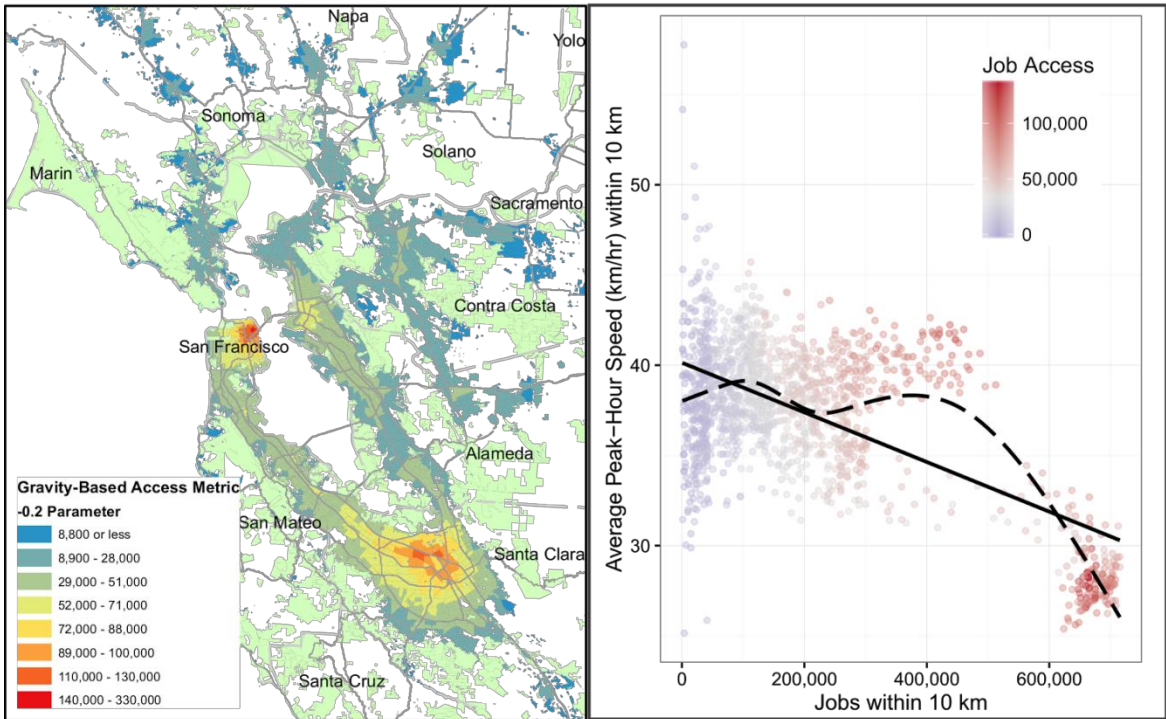 Napa
Yolo
Sonoma
Solano
Marin
Sacramento
Contra Costa
San Francisco
Alameda
San Mateo
Santa Clara
Santa Cruz
Gravity-Based Access Metric
-0.2 Parameter
8,800 or less
8,900 - 28,000
29,000 - 51,000
52,000 - 71,000
72,000 - 88,000
89,000 - 100,000
110,000 - 130,000
140,000 - 330,000
Average Peak−Hour Speed (km/hr) within 10 km
50
40
30
Job Access
100,000
50,000
0
0
200,000
400,000
600,000
Jobs within 10 km